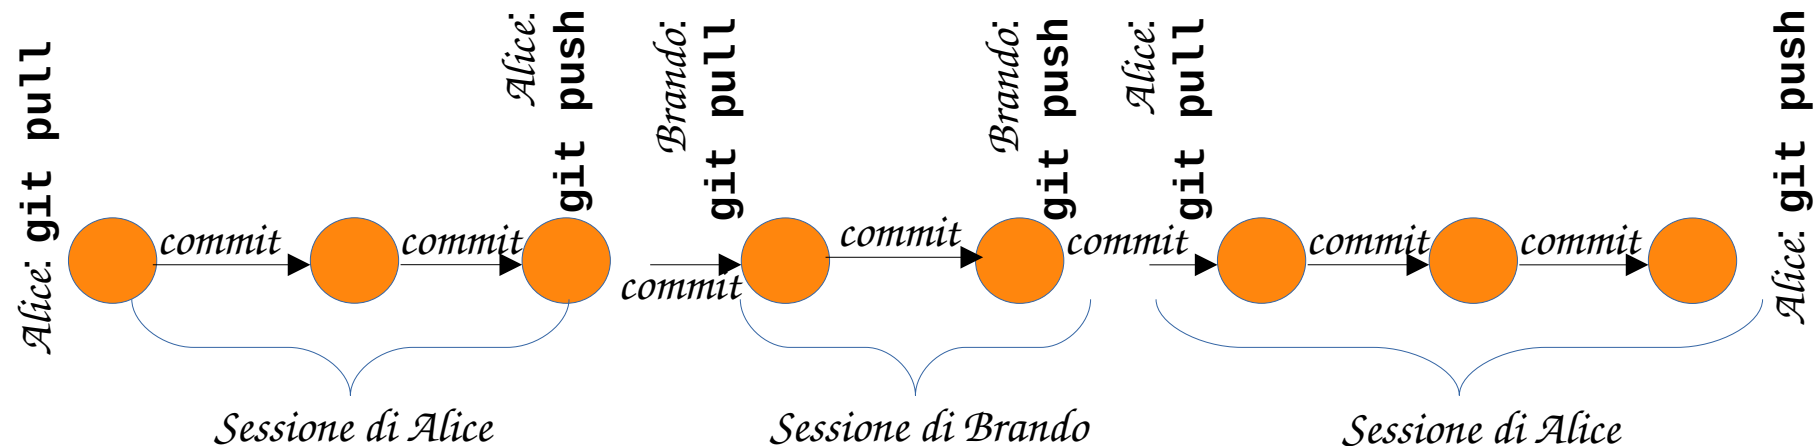 Alice: git pull
commit
commit
Alice:
git push
commit
Brando:
git pull
commit
Brando:
git push
commit
Alice:
git pull
commit
commit
Alice: git push
Sessione di Alice
Sessione di Brando
Sessione di Alice